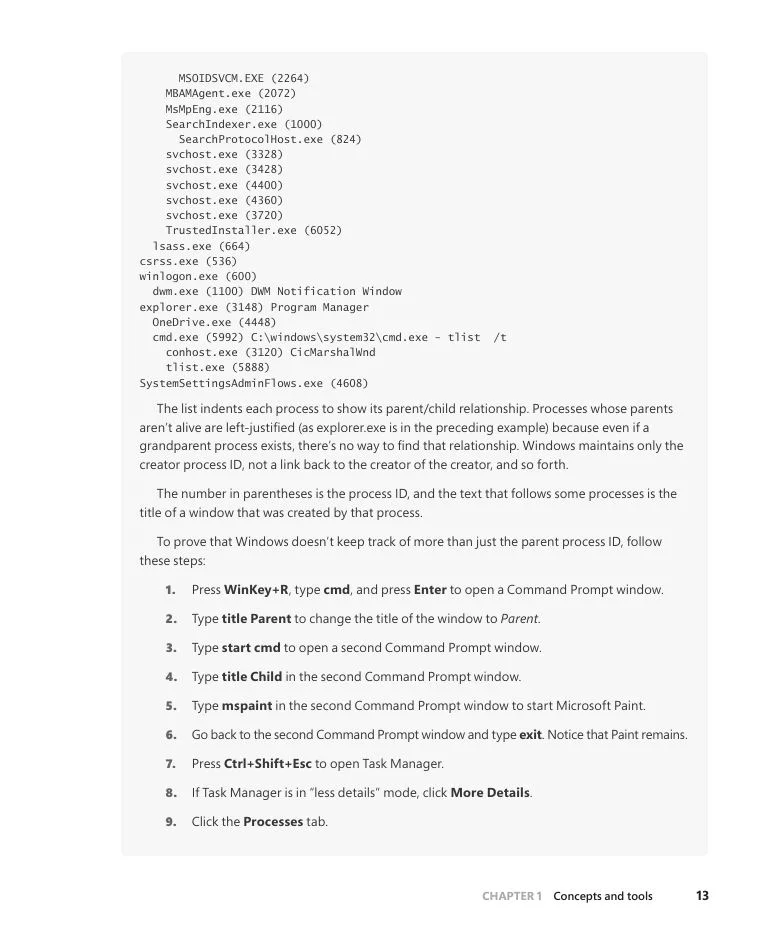 MSOIDSVCM.EXE (2264)
MBAMAgent.exe (2072)
MsMpEng.exe (2116)
SearchIndexer.exe (1000)
SearchProtocolHost.exe (824)
svchost.exe (3328)
svchost.exe (3428)
svchost.exe (4400)
svchost.exe (4360)
svchost.exe (3720)
TrustedInstaller.exe (6052)
lsass.exe (664)
csrss.exe (536)
winlogon.exe (600)
dwm.exe (1100) DWM Notification Window
explorer.exe (3148) Program Manager
OneDrive.exe (4448)
cmd.exe (5992) C:\windows\system32\cmd.exe - tlist  /t
conhost.exe (3120) CicMarshalWnd
tlist.exe (5888)
SystemSettingsAdminFlows.exe (4608)
The list indents each process to show its parent/child relationship. Processes whose parents
aren’t alive are left-justified (as explorer.exe is in the preceding example) because even if a
grandparent process exists, there’s no way to find that relationship. Windows maintains only the
creator process ID, not a link back to the creator of the creator, and so forth.
The number in parentheses is the process ID, and the text that follows some processes is the
title of a window that was created by that process.
To prove that Windows doesn’t keep track of more than just the parent process ID, follow
these steps:
1. Press WinKey+R, type cmd, and press Enter to open a Command Prompt window.
2. Type title Parent to change the title of the window to Parent.
3. Type start cmd to open a second Command Prompt window.
4. Type title Child in the second Command Prompt window.
5. Type mspaint in the second Command Prompt window to start Microsoft Paint.
6. Go back to the second Command Prompt window and type exit. Notice that Paint remains.
7. Press Ctrl+Shift+Esc to open Task Manager.
8. If Task Manager is in “less details” mode, click More Details.
9. Click the Processes tab.
CHAPTER 1 Concepts and tools 13